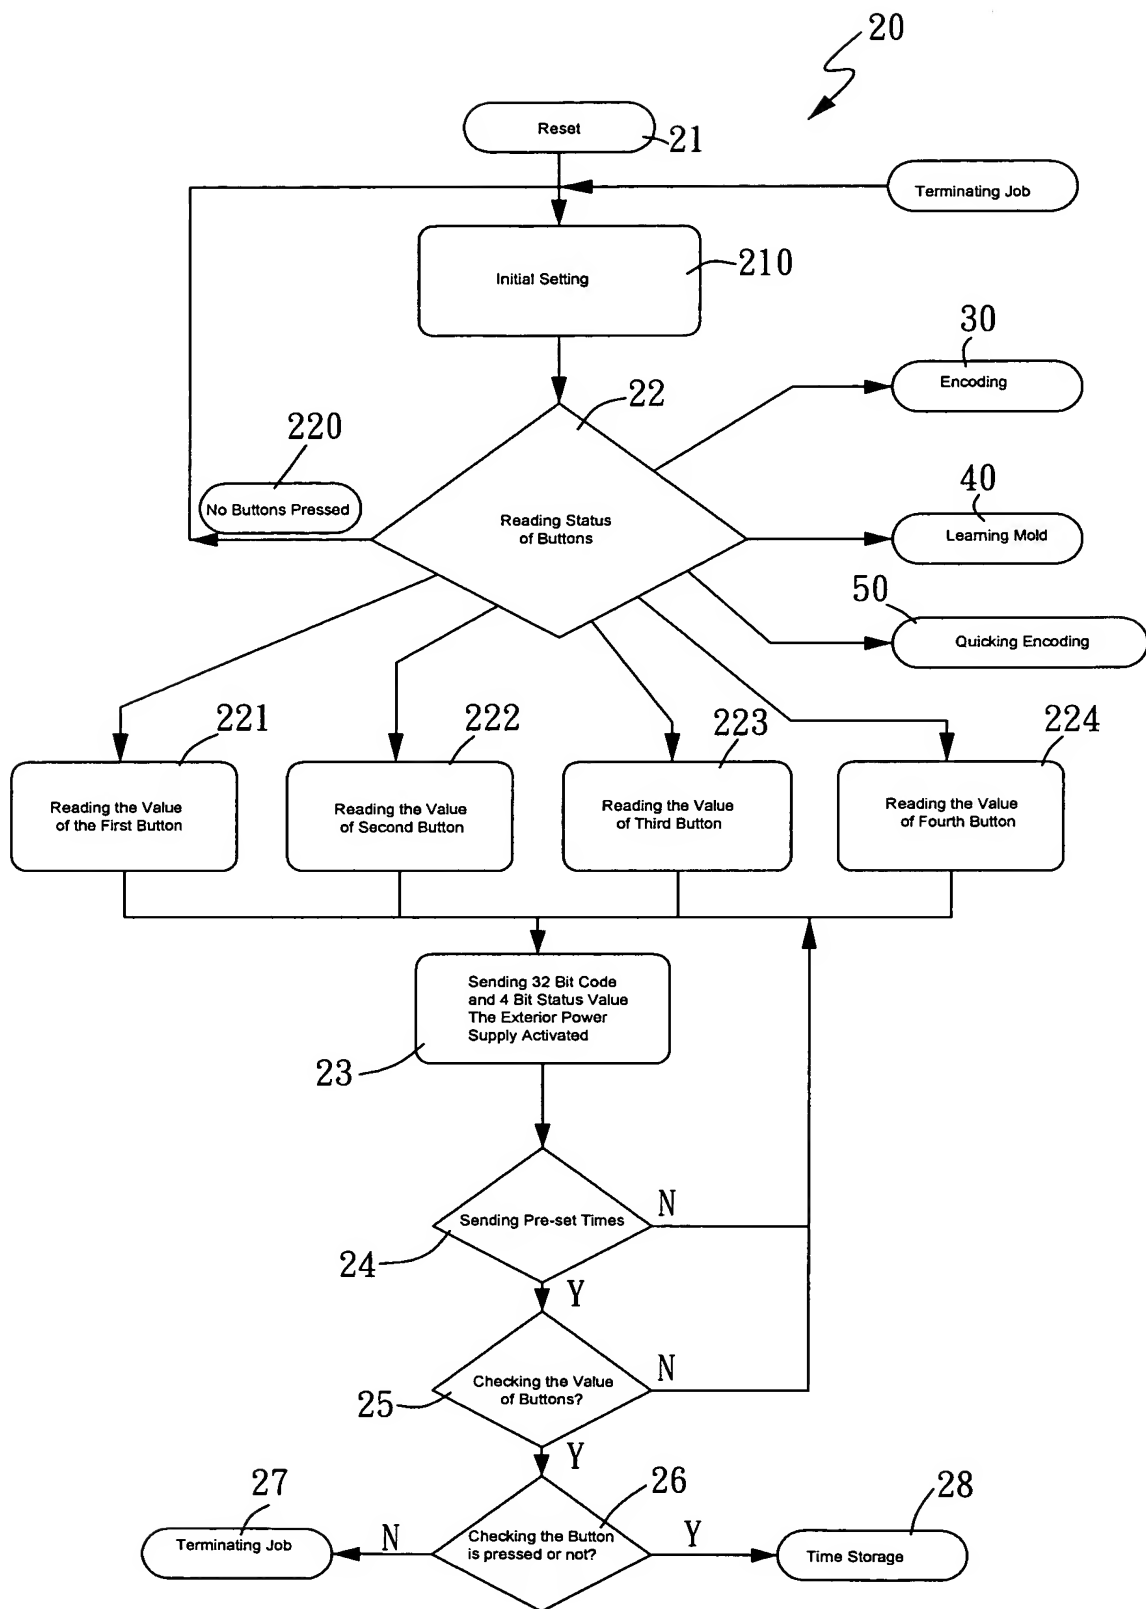 20
Reset
21
Terminating Job
Initial Setting
210
30
Encoding
22
220
No Buttons Pressed
Reading Status
of Buttons
40
Learning Mold
50
Quicking Encoding
221
222
223
224
Reading the Value
of the First Button
Reading the Value
of Second Button
Reading the Value
of Third Button
Reading the Value
of Fourth Button
Sending 32 Bit Code
and 4 Bit Status Value
The Exterior Power
Supply Activated
23
Sending Pre-set Times
N
24
Y
Checking the Value
of Buttons?
N
25
Y
26
27
28
Terminating Job
N
Checking the Button
is pressed or not?
Y
Time Storage